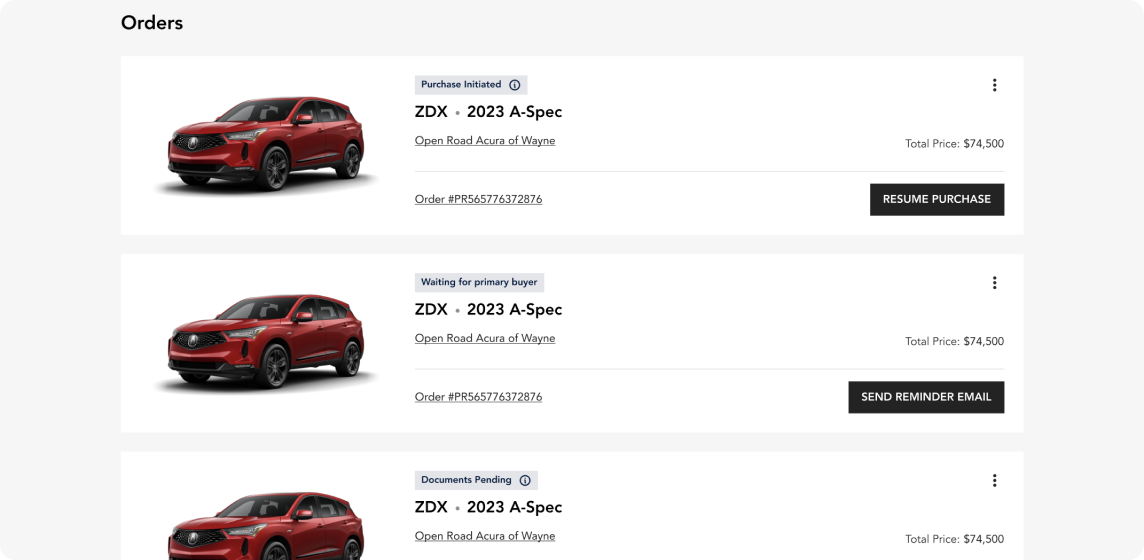 Orders
Purchase Initiated
ZDX • 2023 A-Spec
Open Road Acura of Wayne
Total Price: $74,500
Order #PR565776372876
RESUME PURCHASE
Waiting for primary buyer
ZDX • 2023 A-Spec
Open Road Acura of Wayne
Total Price: $74,500
Order #PR565776372876
SEND REMINDER EMAIL
Documents Pending
ZDX • 2023 A-Spec
Open Road Acura of Wayne
Total Price: $74,500